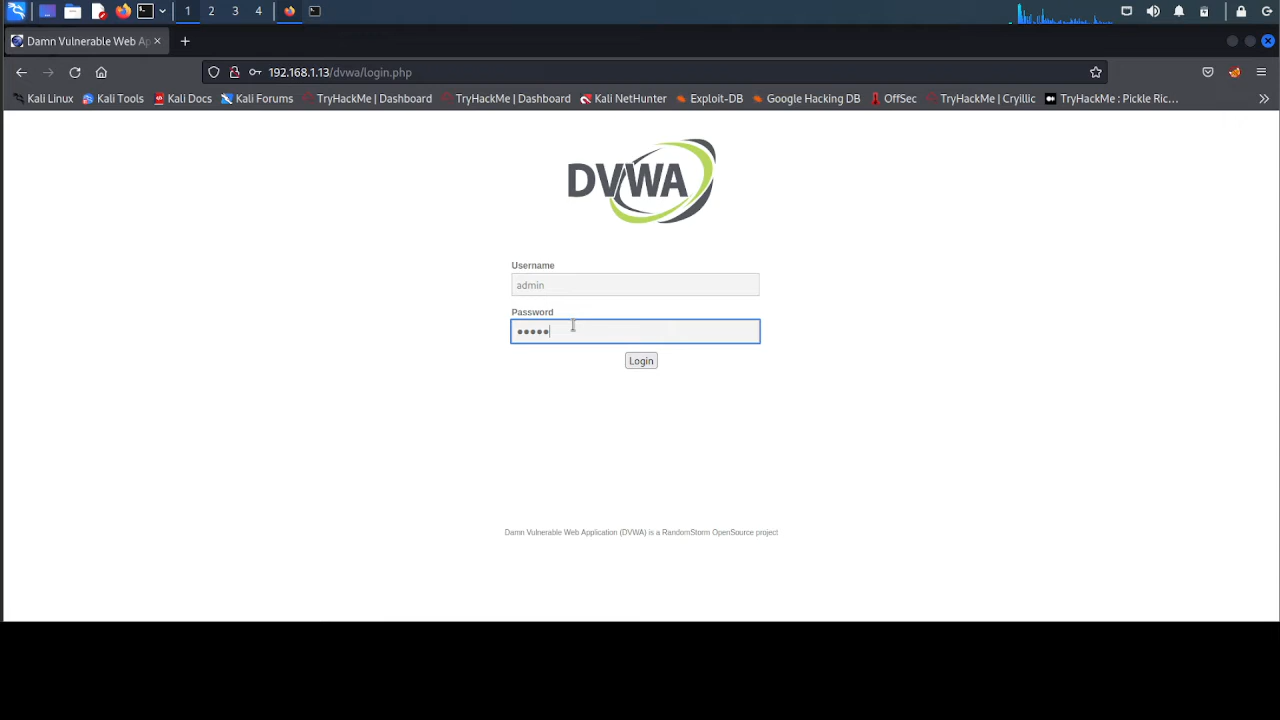 1 2 3 4
Damn Vulnerable Web Ap
192.168.1.13/dvwa/login.php
Kali Linux Kali Tools Kali Docs Kali Forums TryHackMe | Dashboard TryHackMe | Dashboard Kali NetHunter Exploit-DB Google Hacking DB OffSec TryHackMe | Cryillic TryHackMe : Pickle Ric...
DVWA
Username
admin
Password
•••••
Login
Damn Vulnerable Web Application (DVWA) is a RandomStorm OpenSource project